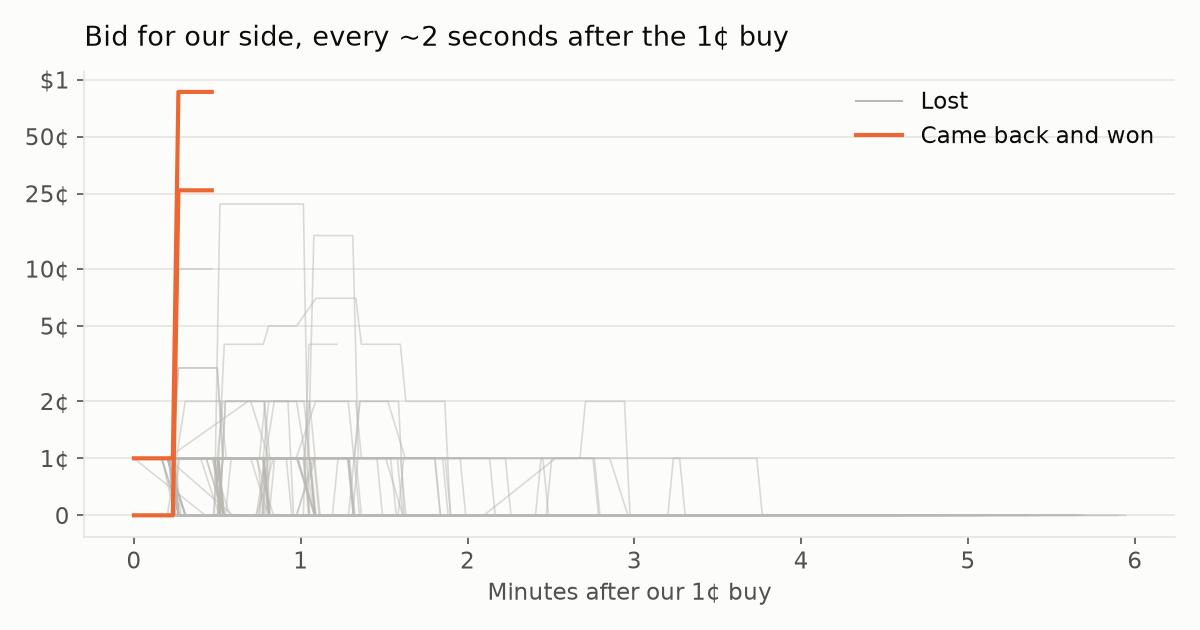 Bid for our side, every ~2 seconds after the 1¢ buy
$1
50¢
25¢
10¢
5¢
2¢
1¢
0
Lost
Came back and won
0 1 2 3 4 5 6
Minutes after our 1¢ buy